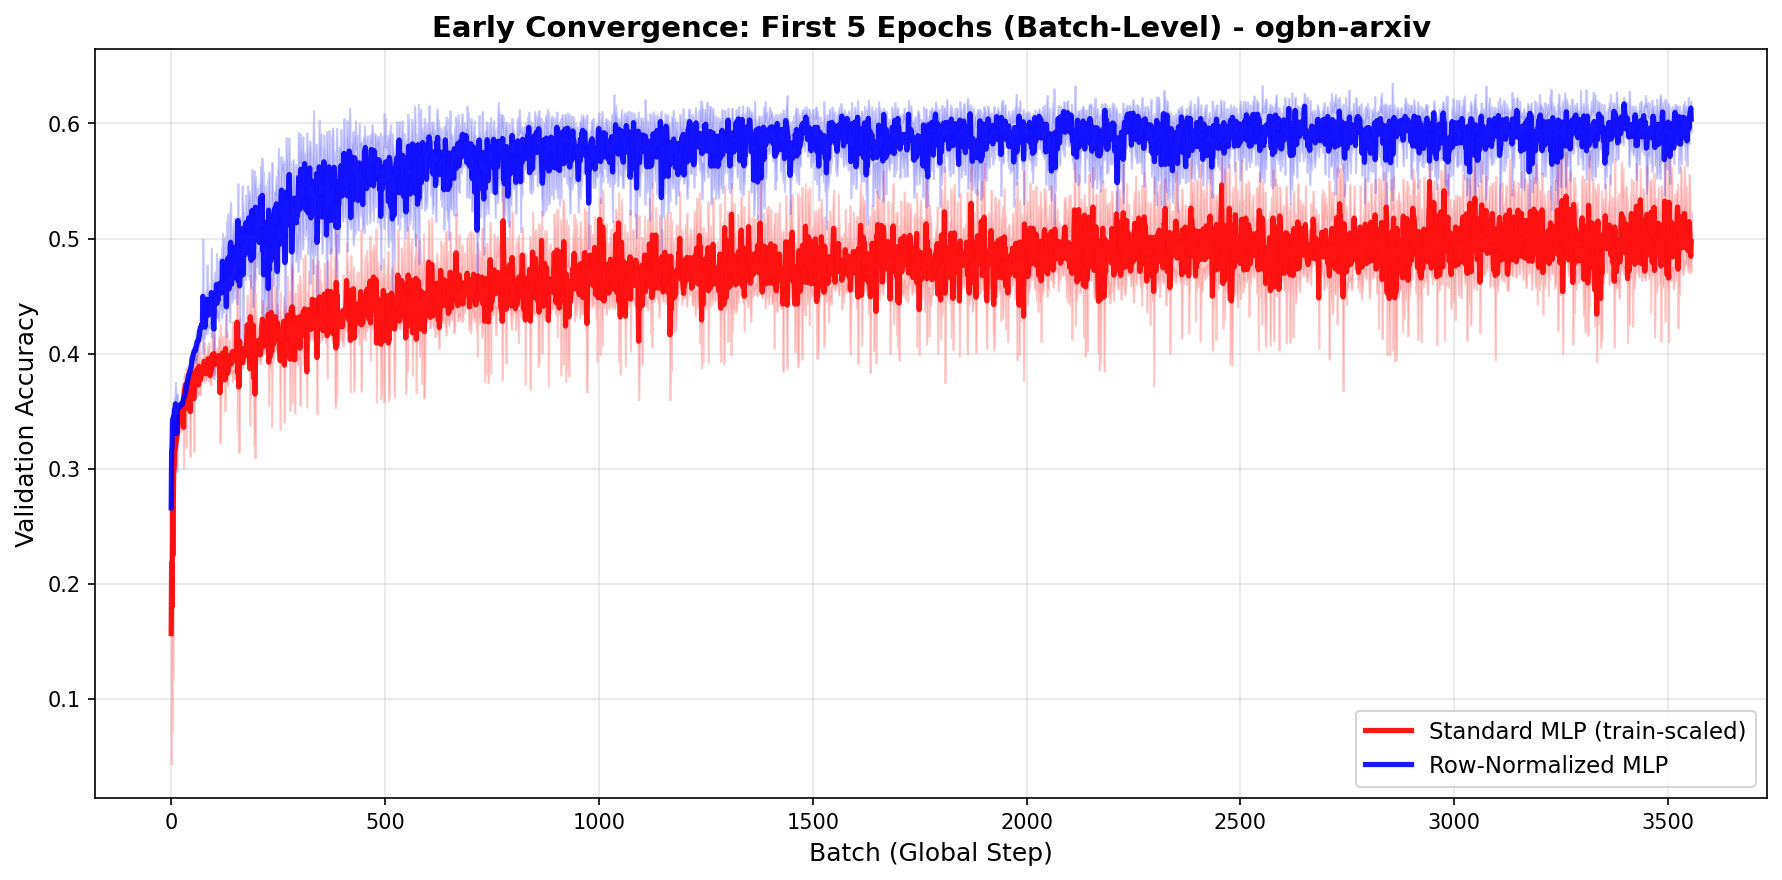 Early Convergence: First 5 Epochs (Batch-Level) - ogbn-arxiv
Validation Accuracy
0.6
0.5
0.4
0.3
0.2
0.1
0 500 1000 1500 2000 2500 3000 3500
Batch (Global Step)
Standard MLP (train-scaled)
Row-Normalized MLP